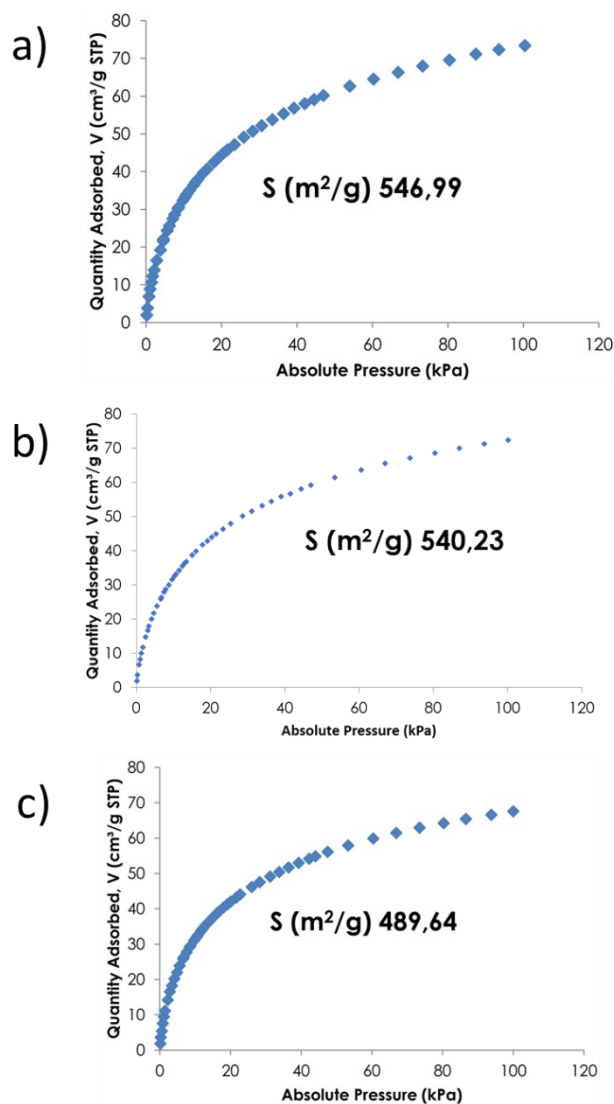 a)
Quantity Adsorbed, V (cm³/g STP)
80
70
60
50
40
30
20
10
0
S (m²/g) 546,99
0 20 40 60 80 100 120
Absolute Pressure (kPa)
b)
Quantity Adsorbed, V (cm³/g STP)
80
70
60
50
40
30
20
10
0
S (m²/g) 540,23
0 20 40 60 80 100 120
Absolute Pressure (kPa)
c)
Quantity Adsorbed, V (cm³/g STP)
80
70
60
50
40
30
20
10
0
S (m²/g) 489,64
0 20 40 60 80 100 120
Absolute Pressure (kPa)